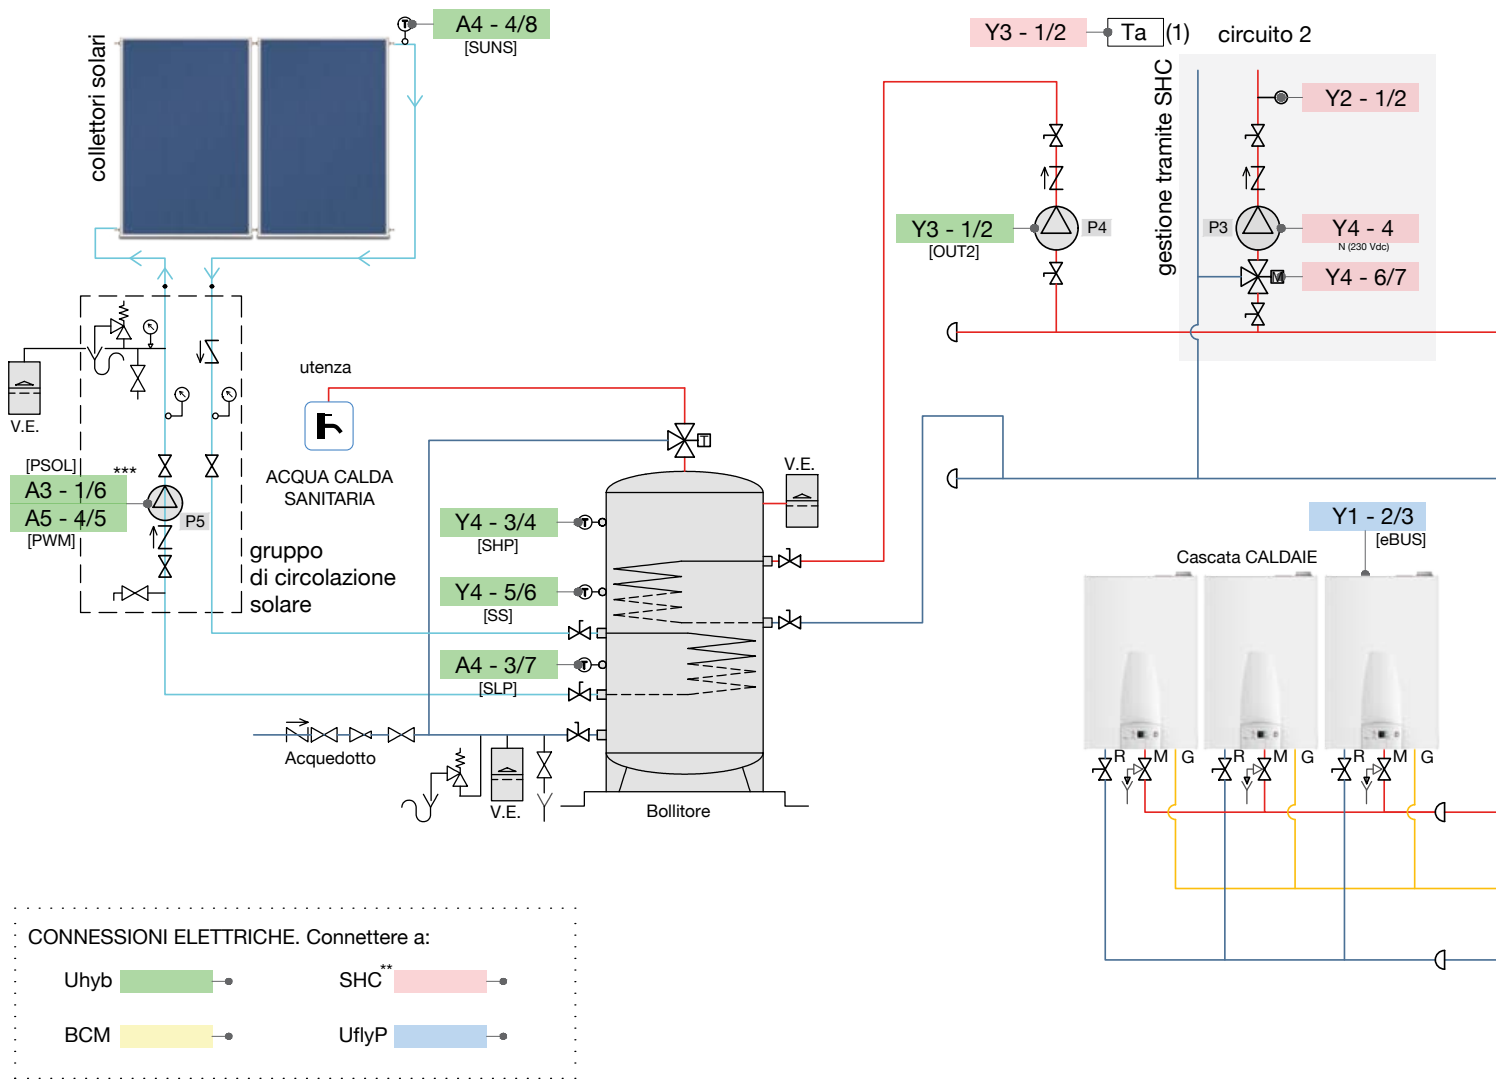 collettori solari
T
A4 - 4/8
[SUNS]
Y3 - 1/2
Ta
(1)
circuito 2
gestione tramite SHC
Y2 - 1/2
Y3 - 1/2
[OUT2]
P4
P3
Y4 - 4
N (230 Vdc)
M
Y4 - 6/7
V.E.
utenza
ACQUA CALDA
SANITARIA
T
V.E.
[PSOL]
***
A3 - 1/6
A5 - 4/5
[PWM]
P5
gruppo
di circolazione
solare
Y4 - 3/4
T
[SHP]
Y4 - 5/6
T
[SS]
A4 - 3/7
T
[SLP]
Acquedotto
V.E.
Bollitore
Y1 - 2/3
[eBUS]
Cascata CALDAIE
R M G
R M G
R M G
CONNESSIONI ELETTRICHE. Connettere a:
Uhyb
SHC**
BCM
UflyP